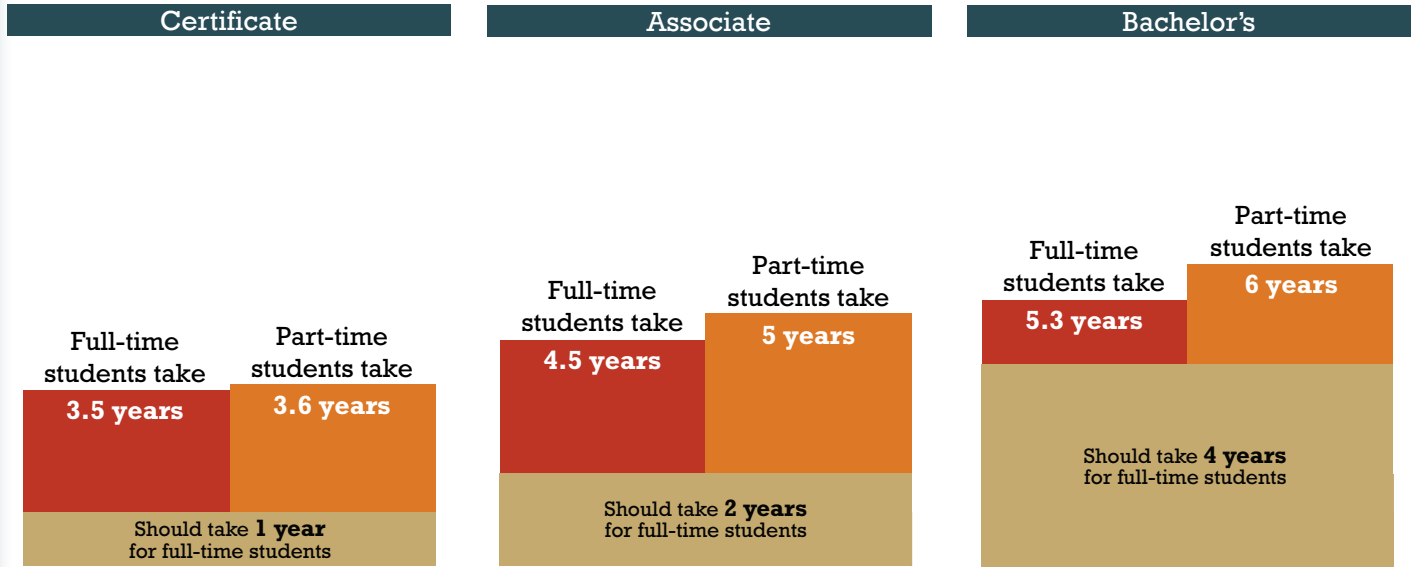 Certificate
Full-time
students take
3.5 years
Part-time
students take
3.6 years
Should take 1 year
for full-time students
Associate
Full-time
students take
4.5 years
Part-time
students take
5 years
Should take 2 years
for full-time students
Bachelor’s
Full-time
students take
5.3 years
Part-time
students take
6 years
Should take 4 years
for full-time students